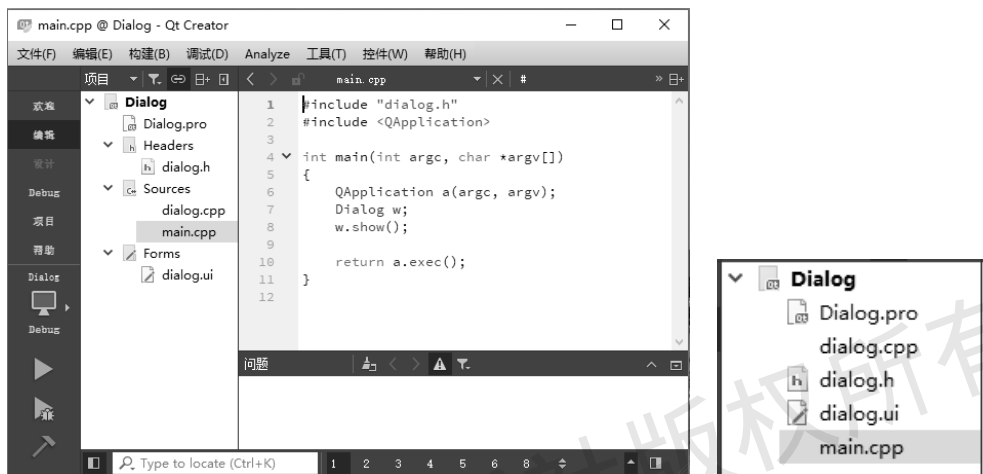 main.cpp @ Dialog - Qt Creator
文件(F) 编辑(E) 构建(B) 调试(D) Analyze 工具(T) 控件(W) 帮助(H)
项目
main.cpp
#
欢迎
编辑
设计
Debug
项目
帮助
Dialog
Debug
Dialog
Dialog.pro
Headers
dialog.h
Sources
dialog.cpp
main.cpp
Forms
dialog.ui
1 #include "dialog.h"
2 #include <QApplication>
3
4 int main(int argc, char *argv[])
5 {
6 QApplication a(argc, argv);
7 Dialog w;
8 w.show();
9
10 return a.exec();
11 }
12
问题
Type to locate (Ctrl+K)
1 2 3 4 5 6 8
Dialog
Dialog.pro
dialog.cpp
dialog.h
dialog.ui
main.cpp
版权所有